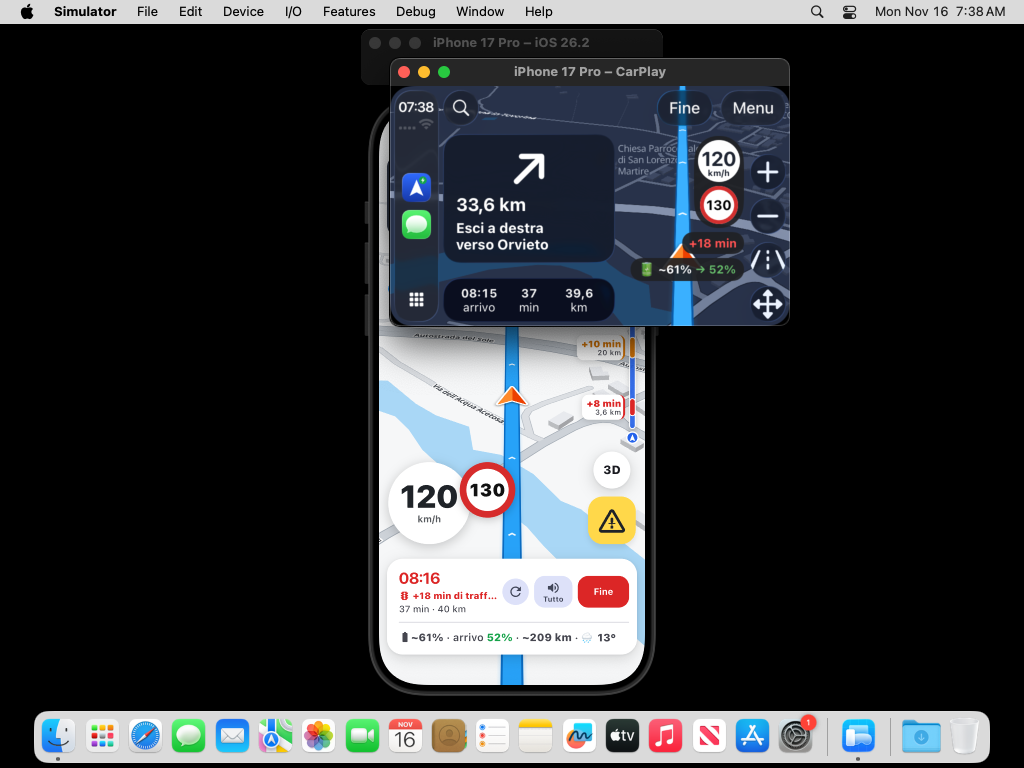 Simulator File Edit Device I/O Features Debug Window Help Mon Nov 16 7:38 AM
iPhone 17 Pro – iOS 26.2
iPhone 17 Pro – CarPlay
07:38
Fine
Menu
Chiesa Parrocchiale
di San Lorenzo
Martire
120
km/h
130
33,6 km
Esci a destra
verso Orvieto
+18 min
~61% → 52%
08:15 37 39,6
arrivo min km
Autostrada del sole
+10 min
20 km
Via dell'Acqua Acetosa
+8 min
3,6 km
3D
120
km/h
130
08:16
+18 min di traff...
37 min · 40 km
Tutto
Fine
~61% · arrivo 52% · ~209 km · 13°
NOV
16
tv
1